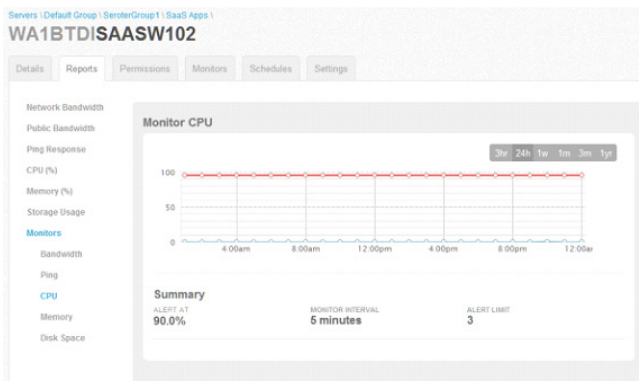 Servers \ Default Group \ SeroterGroup1 \ SaaS Apps \
WA1BTDISAASW102
Details Reports Permissions Monitors Schedules Settings
Network Bandwidth
Public Bandwidth
Ping Response
CPU (%)
Memory (%)
Storage Usage
Monitors
Bandwidth
Ping
CPU
Memory
Disk Space
Monitor CPU
3hr 24h 1w 1m 3m 1yr
100
50
0
4:00am 8:00am 12:00pm 4:00pm 8:00pm 12:00am
Summary
ALERT AT MONITOR INTERVAL ALERT LIMIT
90.0% 5 minutes 3